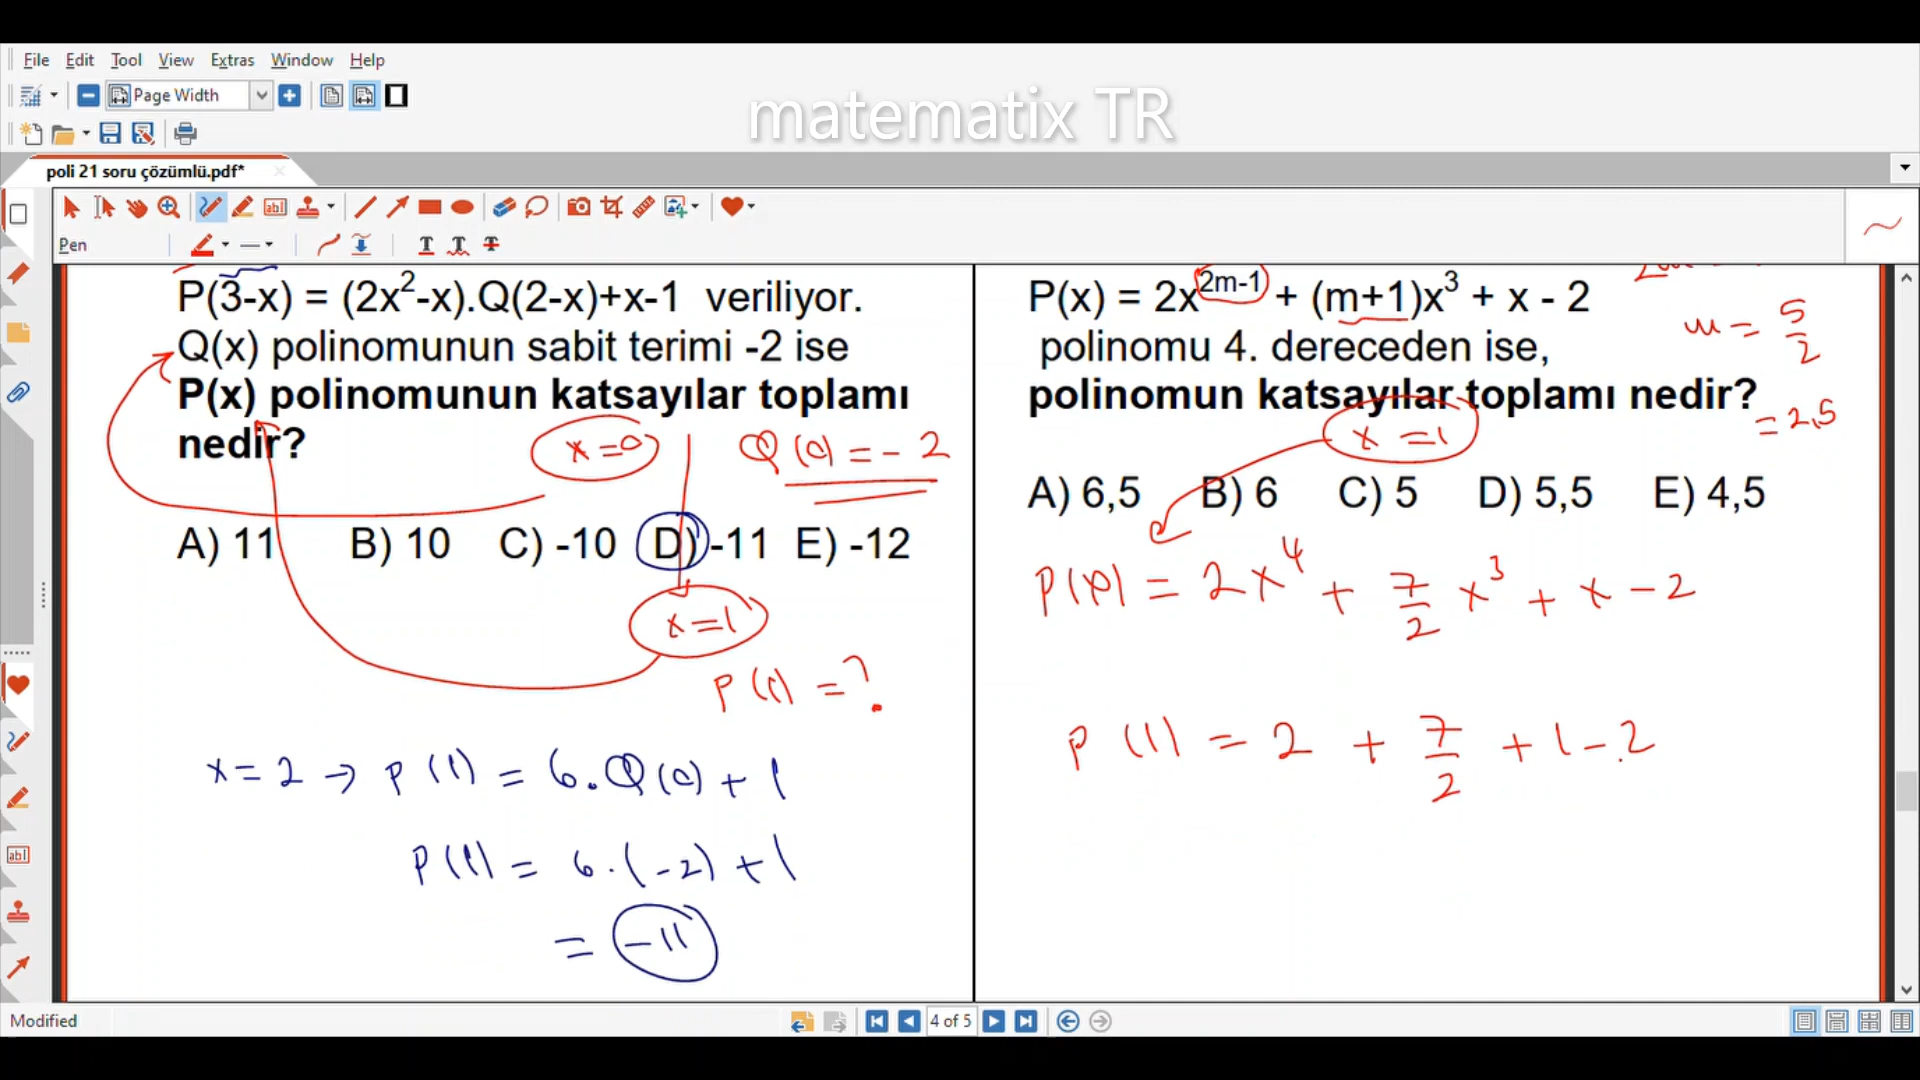 File Edit Tool View Extras Window Help
Page Width
matematix TR
poli 21 soru çözümlü.pdf*
Pen
P(3-x) = (2x²-x).Q(2-x)+x-1 veriliyor.
Q(x) polinomunun sabit terimi -2 ise
P(x) polinomunun katsayılar toplamı
nedir?
x=0
Q(0) = -2
A) 11 B) 10 C) -10 D) -11 E) -12
x=1
P(1) = ?
x=2 → P(1) = 6.Q(0) + 1
P(1) = 6.(-2) + 1
= -11
P(x) = 2x^{2m-1} + (m+1)x³ + x - 2
m = 5/2
polinomu 4. dereceden ise,
polinomun katsayılar toplamı nedir?
= 2,5
x = 1
A) 6,5 B) 6 C) 5 D) 5,5 E) 4,5
P(x) = 2x⁴ + 7/2 x³ + x - 2
P(1) = 2 + 7/2 + 1 - 2
Modified
4 of 5